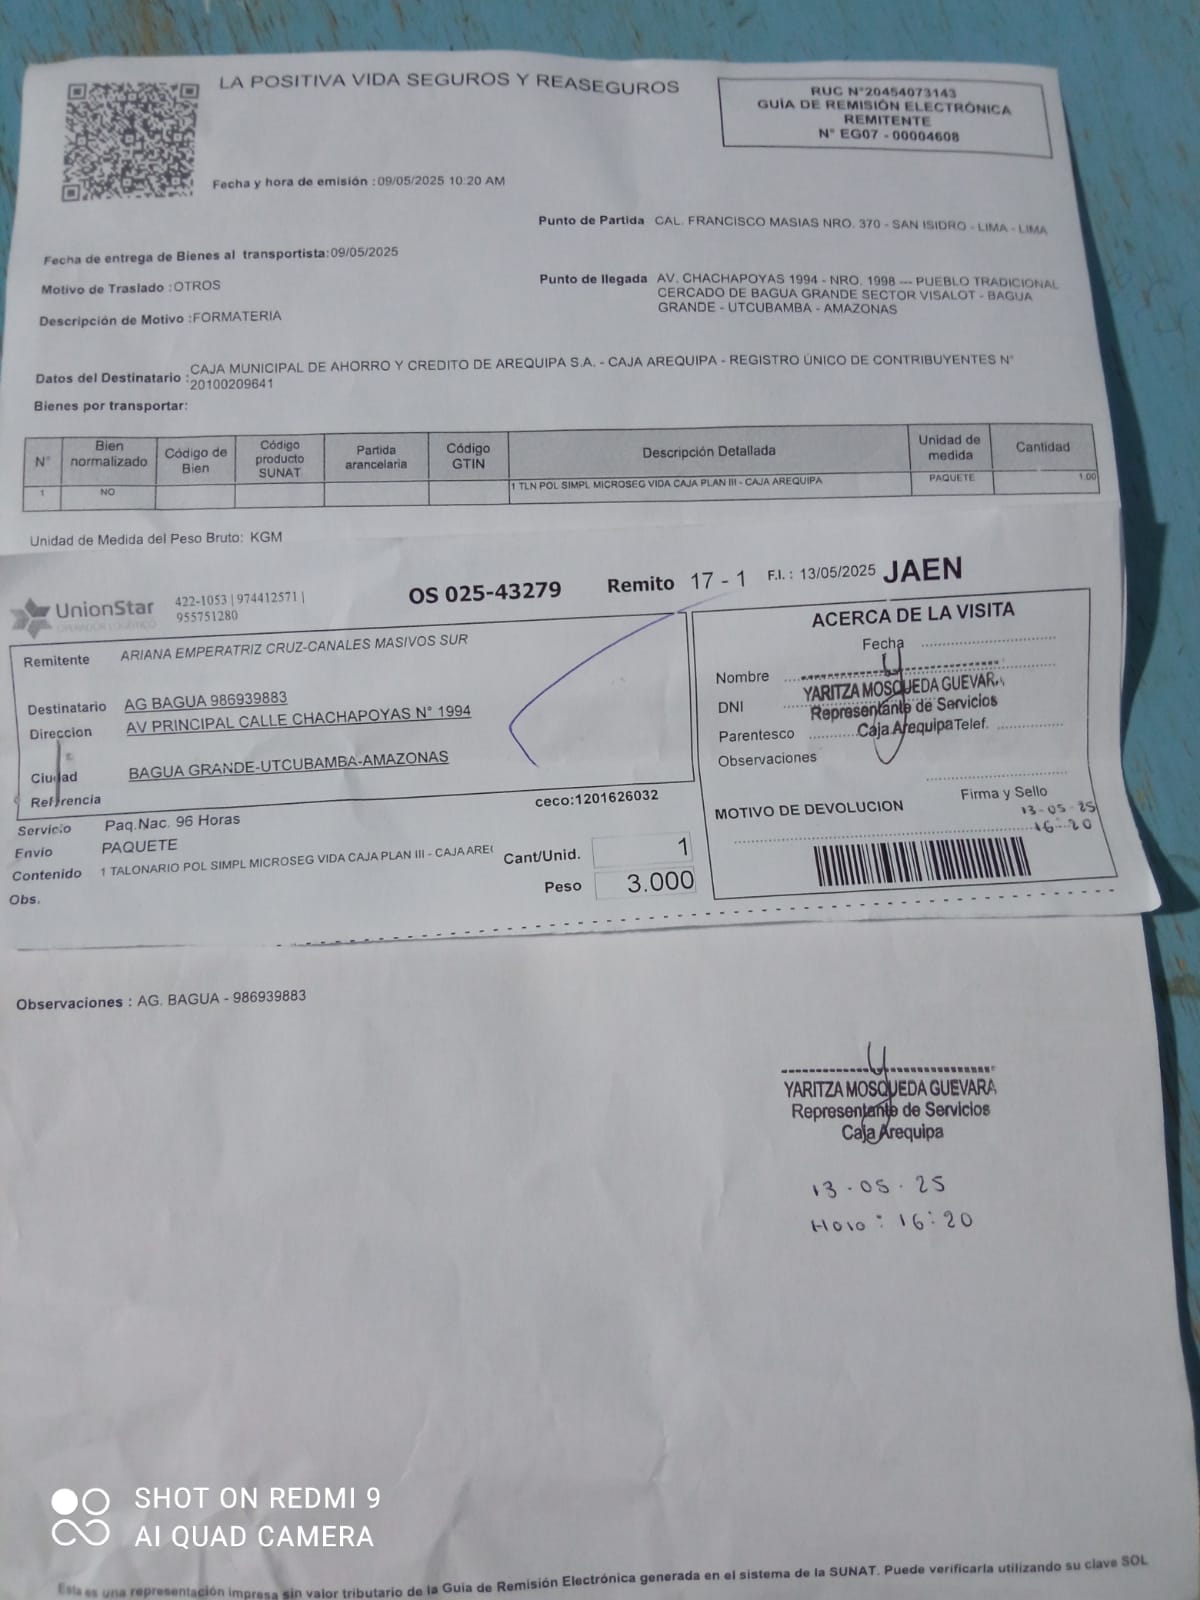 LA POSITIVA VIDA SEGUROS Y REASEGUROS
RUC N°20454073143
GUÍA DE REMISIÓN ELECTRÓNICA
REMITENTE
N° EG07 - 00004608
Fecha y hora de emisión :09/05/2025 10:20 AM
Punto de Partida CAL. FRANCISCO MASIAS NRO. 370 - SAN ISIDRO - LIMA - LIMA
Fecha de entrega de Bienes al transportista:09/05/2025
Motivo de Traslado :OTROS
Punto de llegada AV. CHACHAPOYAS 1994 - NRO. 1998 --- PUEBLO TRADICIONAL
CERCADO DE BAGUA GRANDE SECTOR VISALOT - BAGUA
GRANDE - UTCUBAMBA - AMAZONAS
Descripción de Motivo :FORMATERIA
Datos del Destinatario :CAJA MUNICIPAL DE AHORRO Y CREDITO DE AREQUIPA S.A. - CAJA AREQUIPA - REGISTRO ÚNICO DE CONTRIBUYENTES N°
20100209641
Bienes por transportar:
N° Bien normalizado Código de Bien Código producto SUNAT Partida arancelaria Código GTIN Descripción Detallada Unidad de medida Cantidad
1 NO 1 TLN POL SIMPL MICROSEG VIDA CAJA PLAN III - CAJA AREQUIPA PAQUETE 1.00
Unidad de Medida del Peso Bruto: KGM
UnionStar
OPERADOR LOGÍSTICO
422-1053 | 974412571 |
955751280
OS 025-43279 Remito 17 - 1 F.I. : 13/05/2025 JAEN
Remitente ARIANA EMPERATRIZ CRUZ-CANALES MASIVOS SUR
Destinatario AG BAGUA 986939883
Direccion AV PRINCIPAL CALLE CHACHAPOYAS N° 1994
Ciudad BAGUA GRANDE-UTCUBAMBA-AMAZONAS
Referencia
ceco:1201626032
Servicio Paq.Nac. 96 Horas
Envio PAQUETE
Contenido 1 TALONARIO POL SIMPL MICROSEG VIDA CAJA PLAN III - CAJA ARE
Obs.
Cant/Unid. 1
Peso 3.000
ACERCA DE LA VISITA
Fecha
Nombre
YARITZA MOSQUEDA GUEVARA
DNI
Representante de Servicios
Parentesco
Caja Arequipa
Telef.
Observaciones
Firma y Sello
MOTIVO DE DEVOLUCION
13-05-25
16:20
Observaciones : AG. BAGUA - 986939883
YARITZA MOSQUEDA GUEVARA
Representante de Servicios
Caja Arequipa
13-05-25
Hora: 16:20
SHOT ON REDMI 9
AI QUAD CAMERA
Esta es una representación impresa sin valor tributario de la Guía de Remisión Electrónica generada en el sistema de la SUNAT. Puede verificarla utilizando su clave SOL